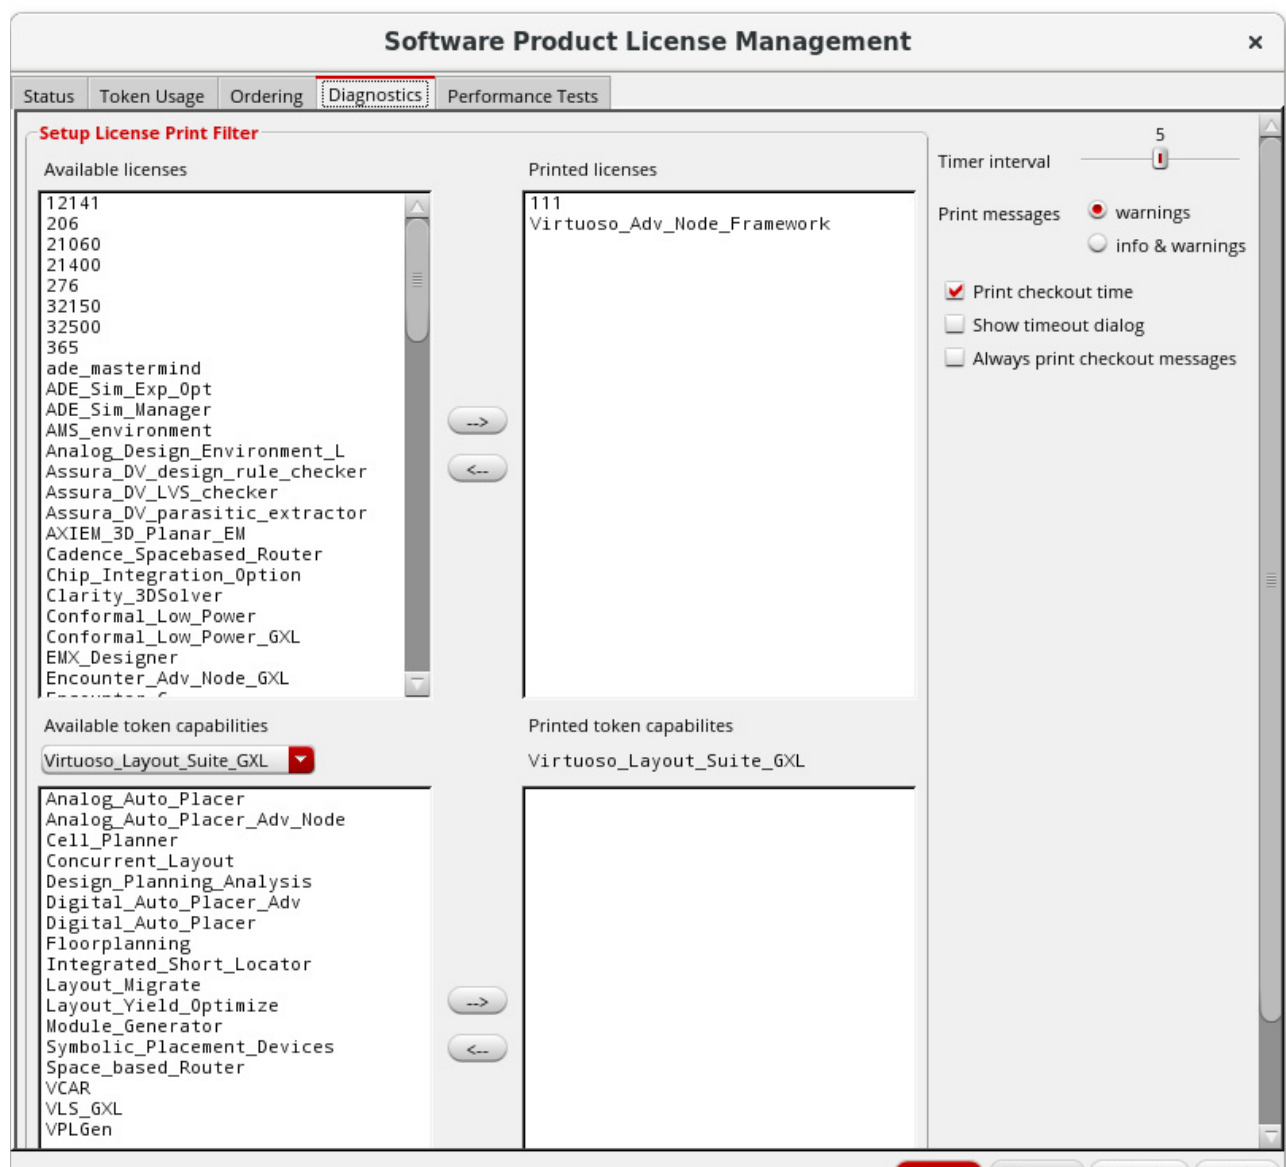 Software Product License Management
×
Status Token Usage Ordering Diagnostics Performance Tests
Setup License Print Filter
Available licenses
12141
206
21060
21400
276
32150
32500
365
ade_mastermind
ADE_Sim_Exp_Opt
ADE_Sim_Manager
AMS_environment
Analog_Design_Environment_L
Assura_DV_design_rule_checker
Assura_DV_LVS_checker
Assura_DV_parasitic_extractor
AXIEM_3D_Planar_EM
Cadence_Spacebased_Router
Chip_Integration_Option
Clarity_3DSolver
Conformal_Low_Power
Conformal_Low_Power_GXL
EMX_Designer
Encounter_Adv_Node_GXL
-->
<--
Printed licenses
111
Virtuoso_Adv_Node_Framework
Available token capabilities
Virtuoso_Layout_Suite_GXL
Analog_Auto_Placer
Analog_Auto_Placer_Adv_Node
Cell_Planner
Concurrent_Layout
Design_Planning_Analysis
Digital_Auto_Placer_Adv
Digital_Auto_Placer
Floorplanning
Integrated_Short_Locator
Layout_Migrate
Layout_Yield_Optimize
Module_Generator
Symbolic_Placement_Devices
Space_based_Router
VCAR
VLS_GXL
VPLGen
-->
<--
Printed token capabilites
Virtuoso_Layout_Suite_GXL
5
Timer interval
Print messages warnings
info & warnings
Print checkout time
Show timeout dialog
Always print checkout messages